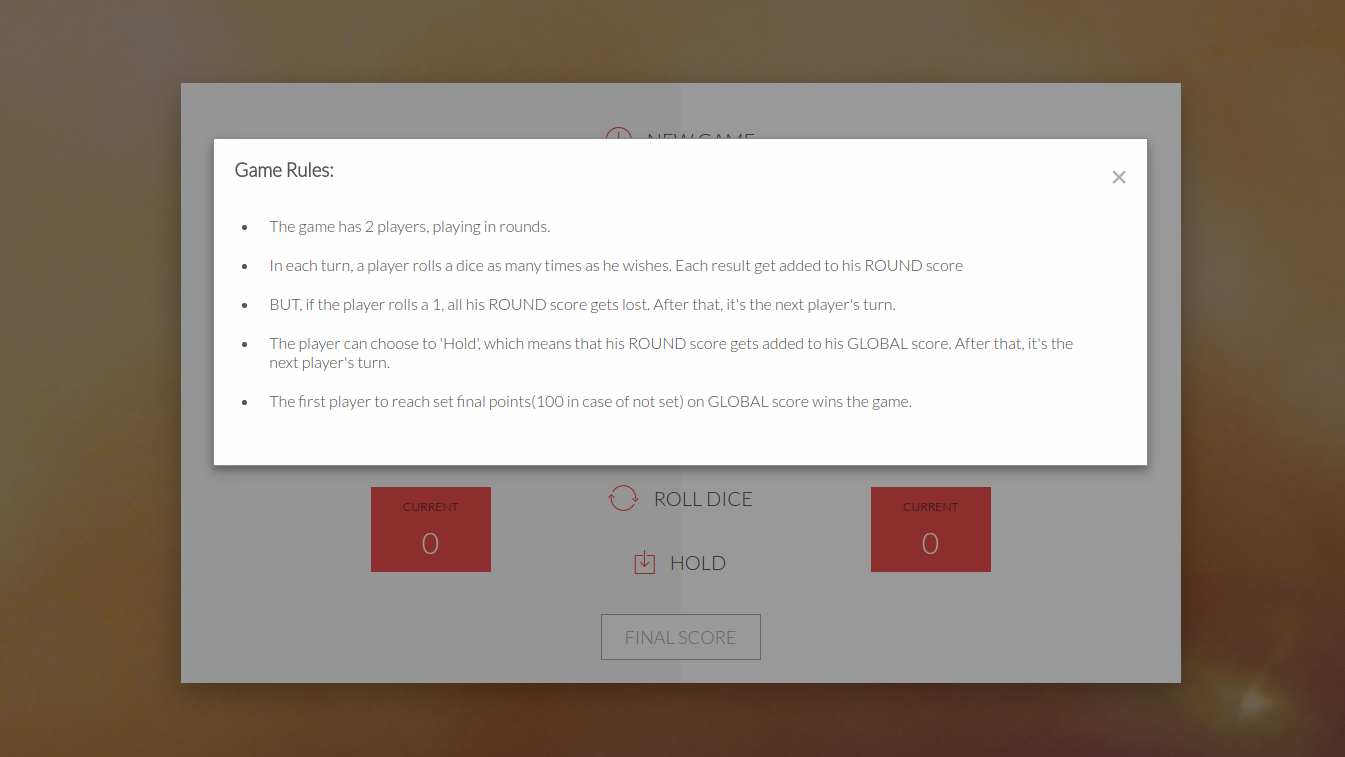 NEW GAME
Game Rules:
×
• The game has 2 players, playing in rounds.
• In each turn, a player rolls a dice as many times as he wishes. Each result get added to his ROUND score
• BUT, if the player rolls a 1, all his ROUND score gets lost. After that, it's the next player's turn.
• The player can choose to 'Hold', which means that his ROUND score gets added to his GLOBAL score. After that, it's the
next player's turn.
• The first player to reach set final points(100 in case of not set) on GLOBAL score wins the game.
CURRENT
0
ROLL DICE
HOLD
CURRENT
0
FINAL SCORE